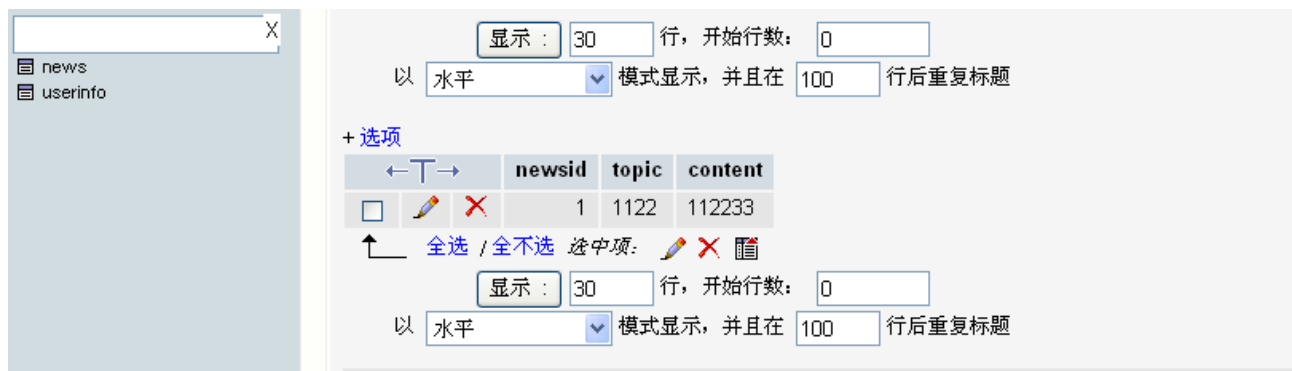 X
news
userinfo
显示 : 30 行，开始行数： 0
以 水平 模式显示，并且在 100 行后重复标题
+ 选项
←T→ newsid topic content
1 1122 112233
全选 / 全不选 选中项:
显示 : 30 行，开始行数： 0
以 水平 模式显示，并且在 100 行后重复标题